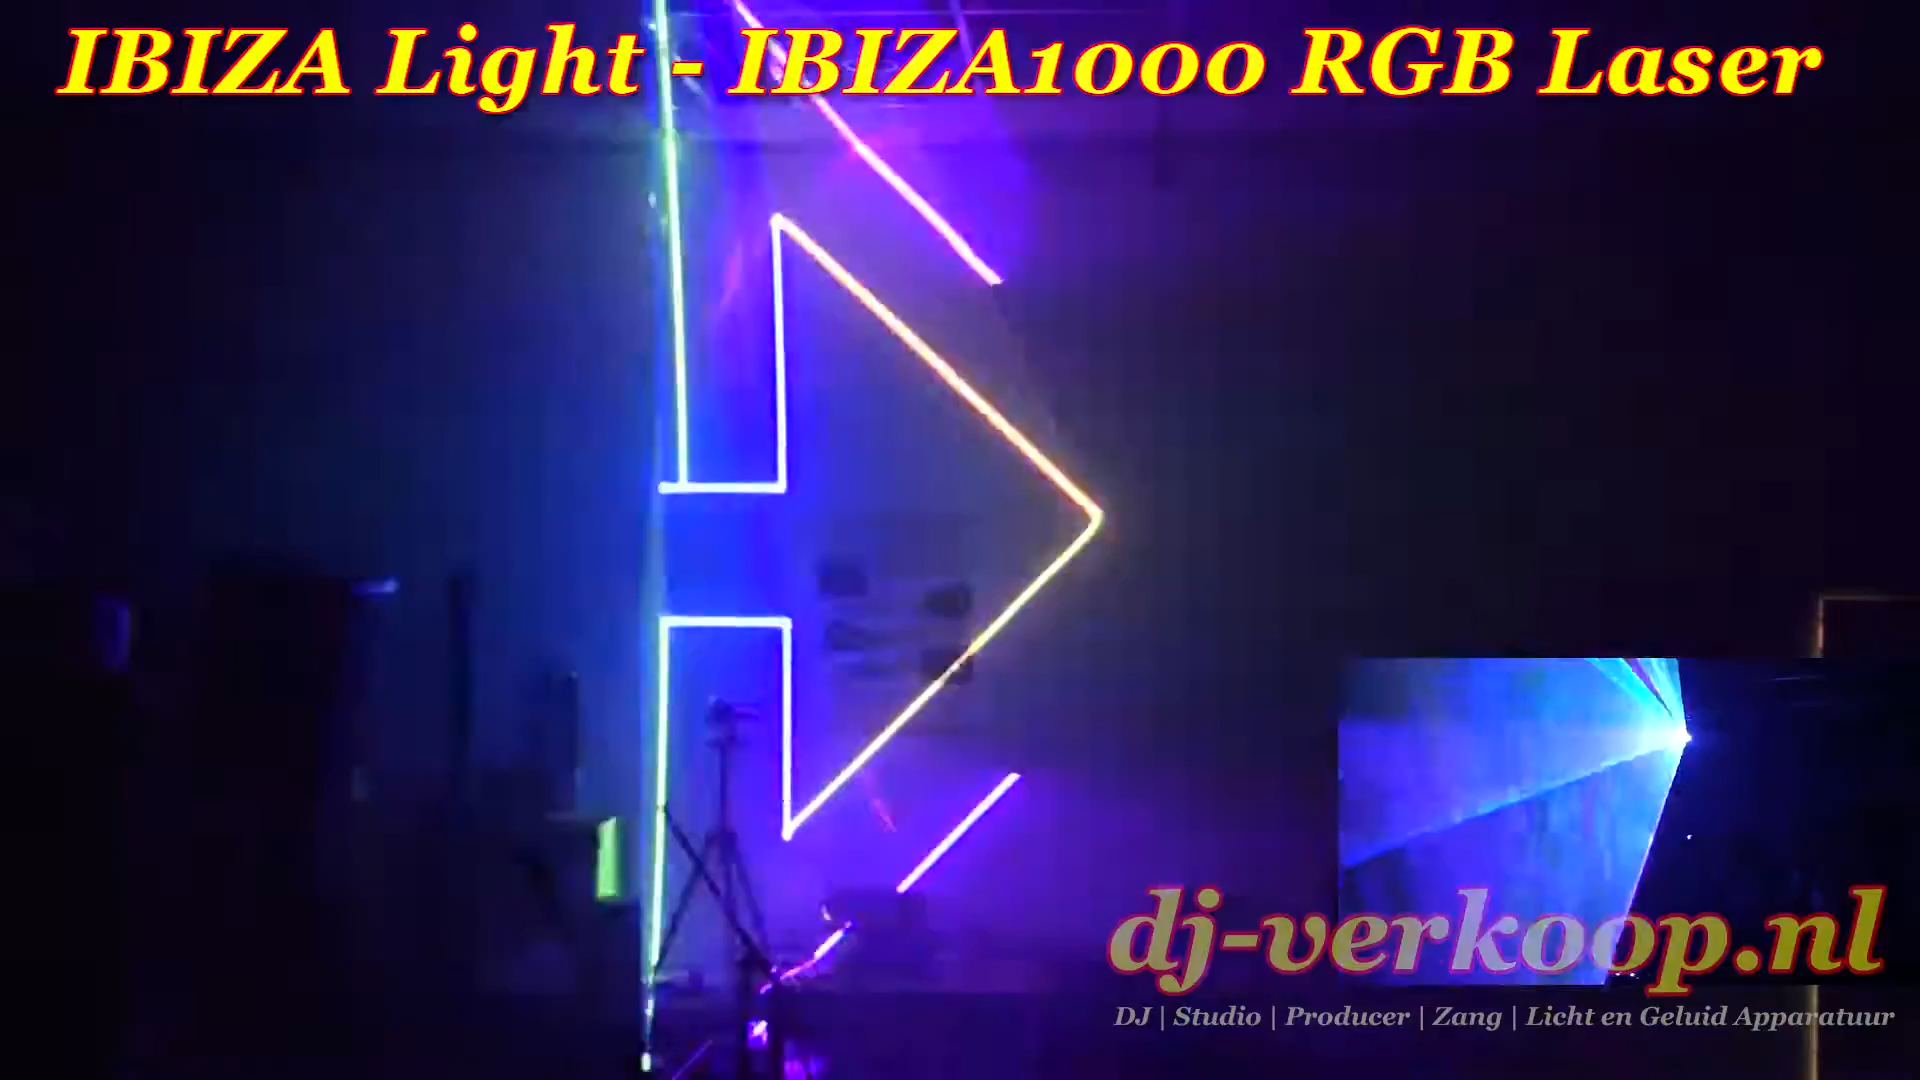 IBIZA Light - IBIZA1000 RGB Laser
dj-verkoop.nl
DJ | Studio | Producer | Zang | Licht en Geluid Apparatuur